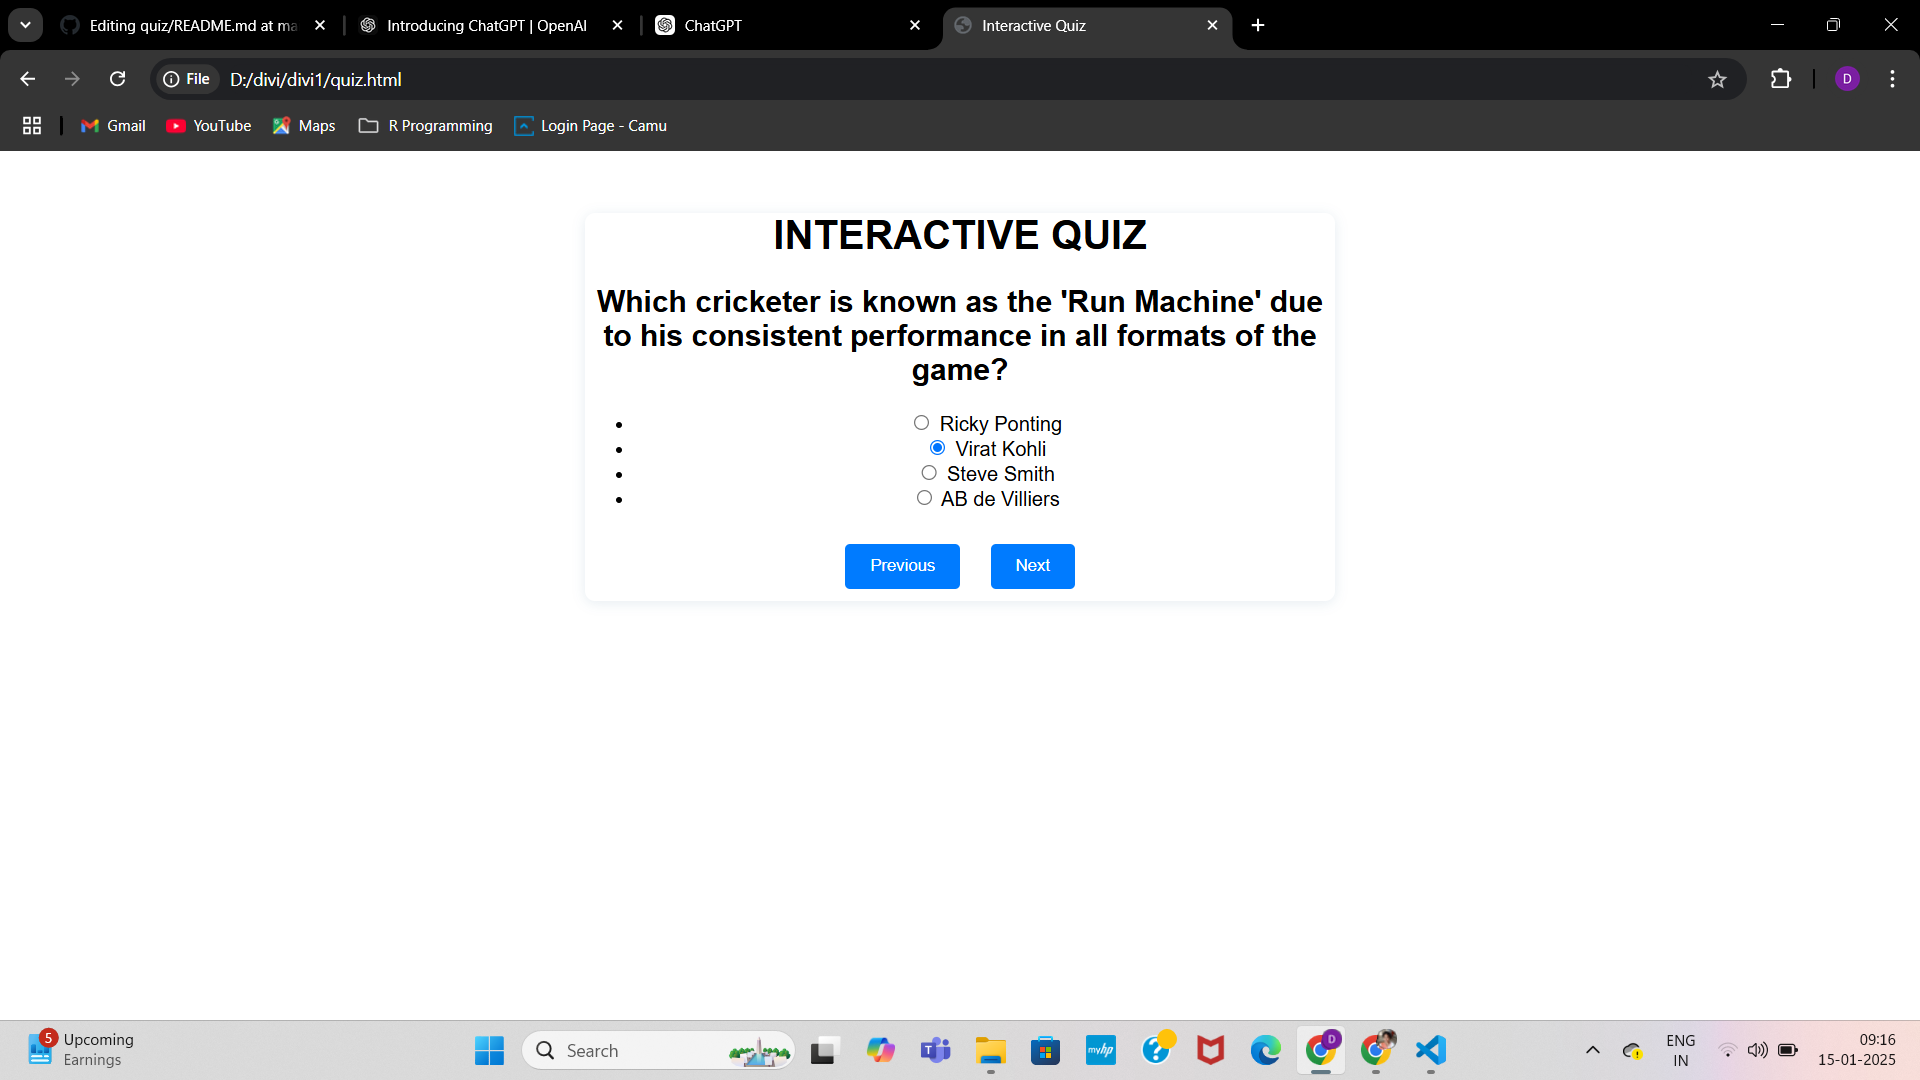 Editing quiz/README.md at ma
Introducing ChatGPT | OpenAI
ChatGPT
Interactive Quiz
File
D:/divi/divi1/quiz.html
D
Gmail
YouTube
Maps
R Programming
Login Page - Camu
INTERACTIVE QUIZ
Which cricketer is known as the 'Run Machine' due
to his consistent performance in all formats of the
game?
Ricky Ponting
Virat Kohli
Steve Smith
AB de Villiers
Previous
Next
5
Upcoming
Earnings
Search
myhp
D
ENG
IN
09:16
15-01-2025